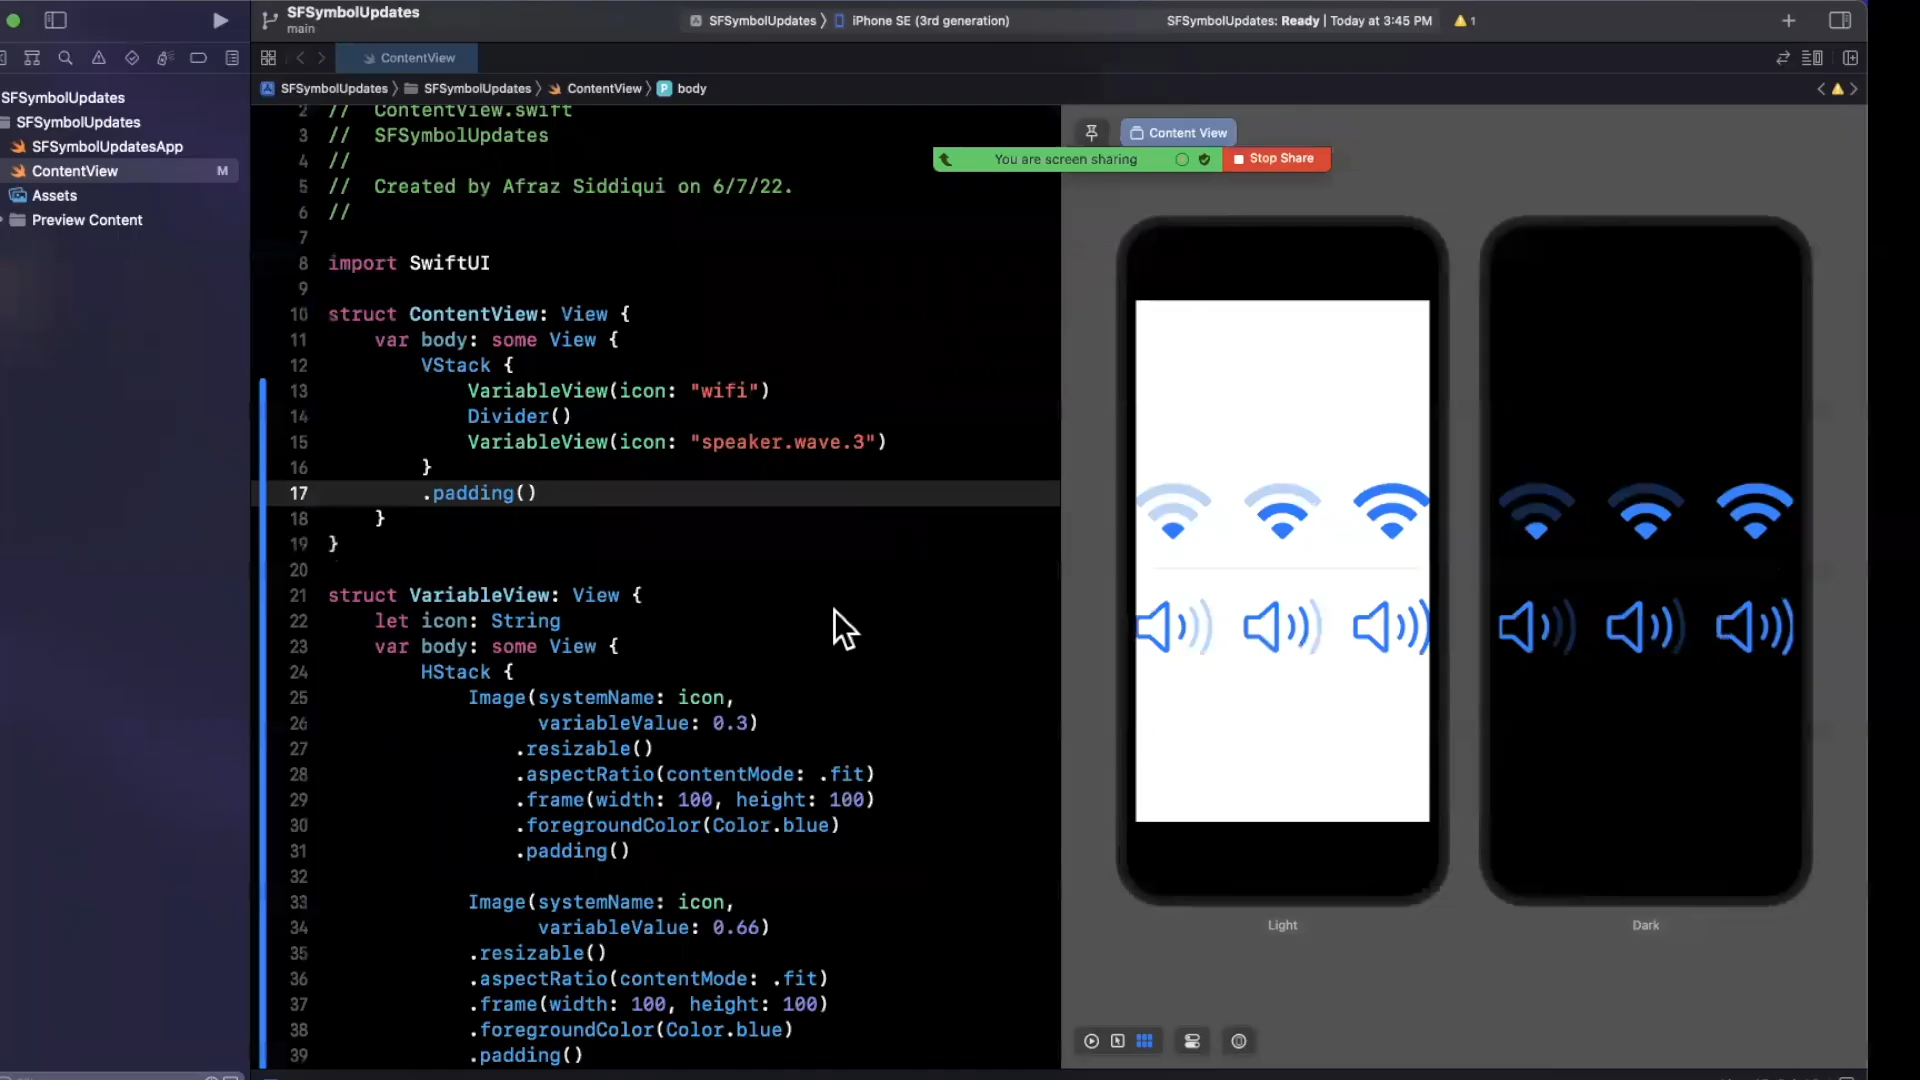 SFSymbolUpdates
main
SFSymbolUpdates
iPhone SE (3rd generation)
SFSymbolUpdates: Ready | Today at 3:45 PM
1
ContentView
SFSymbolUpdates
SFSymbolUpdates
ContentView
body
SFSymbolUpdates
SFSymbolUpdates
SFSymbolUpdatesApp
ContentView
M
Assets
Preview Content
2 // ContentView.swift
3 // SFSymbolUpdates
4 //
5 // Created by Afraz Siddiqui on 6/7/22.
6 //
7
8 import SwiftUI
9
10 struct ContentView: View {
11 var body: some View {
12 VStack {
13 VariableView(icon: "wifi")
14 Divider()
15 VariableView(icon: "speaker.wave.3")
16 }
17 .padding()
18 }
19 }
20
21 struct VariableView: View {
22 let icon: String
23 var body: some View {
24 HStack {
25 Image(systemName: icon,
26 variableValue: 0.3)
27 .resizable()
28 .aspectRatio(contentMode: .fit)
29 .frame(width: 100, height: 100)
30 .foregroundColor(Color.blue)
31 .padding()
32
33 Image(systemName: icon,
34 variableValue: 0.66)
35 .resizable()
36 .aspectRatio(contentMode: .fit)
37 .frame(width: 100, height: 100)
38 .foregroundColor(Color.blue)
39 .padding()
Content View
You are screen sharing
Stop Share
Light
Dark